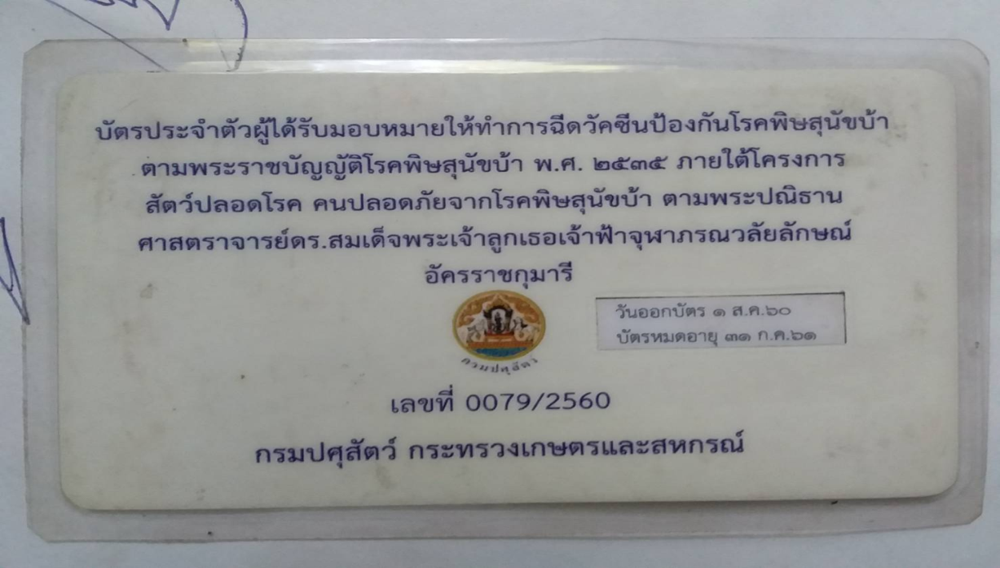 บัตรประจำตัวผู้ได้รับมอบหมายให้ทำการฉีดวัคซีนป้องกันโรคพิษสุนัขบ้า
ตามพระราชบัญญัติโรคพิษสุนัขบ้า พ.ศ. ๒๕๓๕ ภายใต้โครงการ
สัตว์ปลอดโรค คนปลอดภัยจากโรคพิษสุนัขบ้า ตามพระปณิธาน
ศาสตราจารย์ดร.สมเด็จพระเจ้าลูกเธอเจ้าฟ้าจุฬาภรณวลัยลักษณ์
อัครราชกุมารี
วันออกบัตร ๑ ส.ค.๖๐
บัตรหมดอายุ ๓๑ ก.ค.๖๑
กรมปศุสัตว์
เลขที่ 0079/2560
กรมปศุสัตว์ กระทรวงเกษตรและสหกรณ์